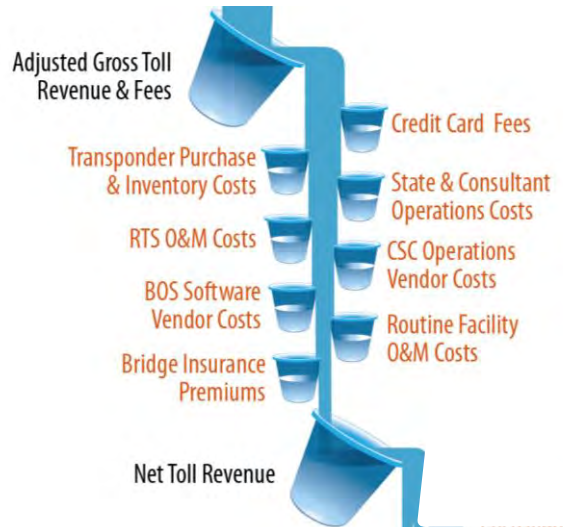 Adjusted Gross Toll
Revenue & Fees
Credit Card Fees
Transponder Purchase
& Inventory Costs
State & Consultant
Operations Costs
RTS O&M Costs
CSC Operations
Vendor Costs
BOS Software
Vendor Costs
Routine Facility
O&M Costs
Bridge Insurance
Premiums
Net Toll Revenue